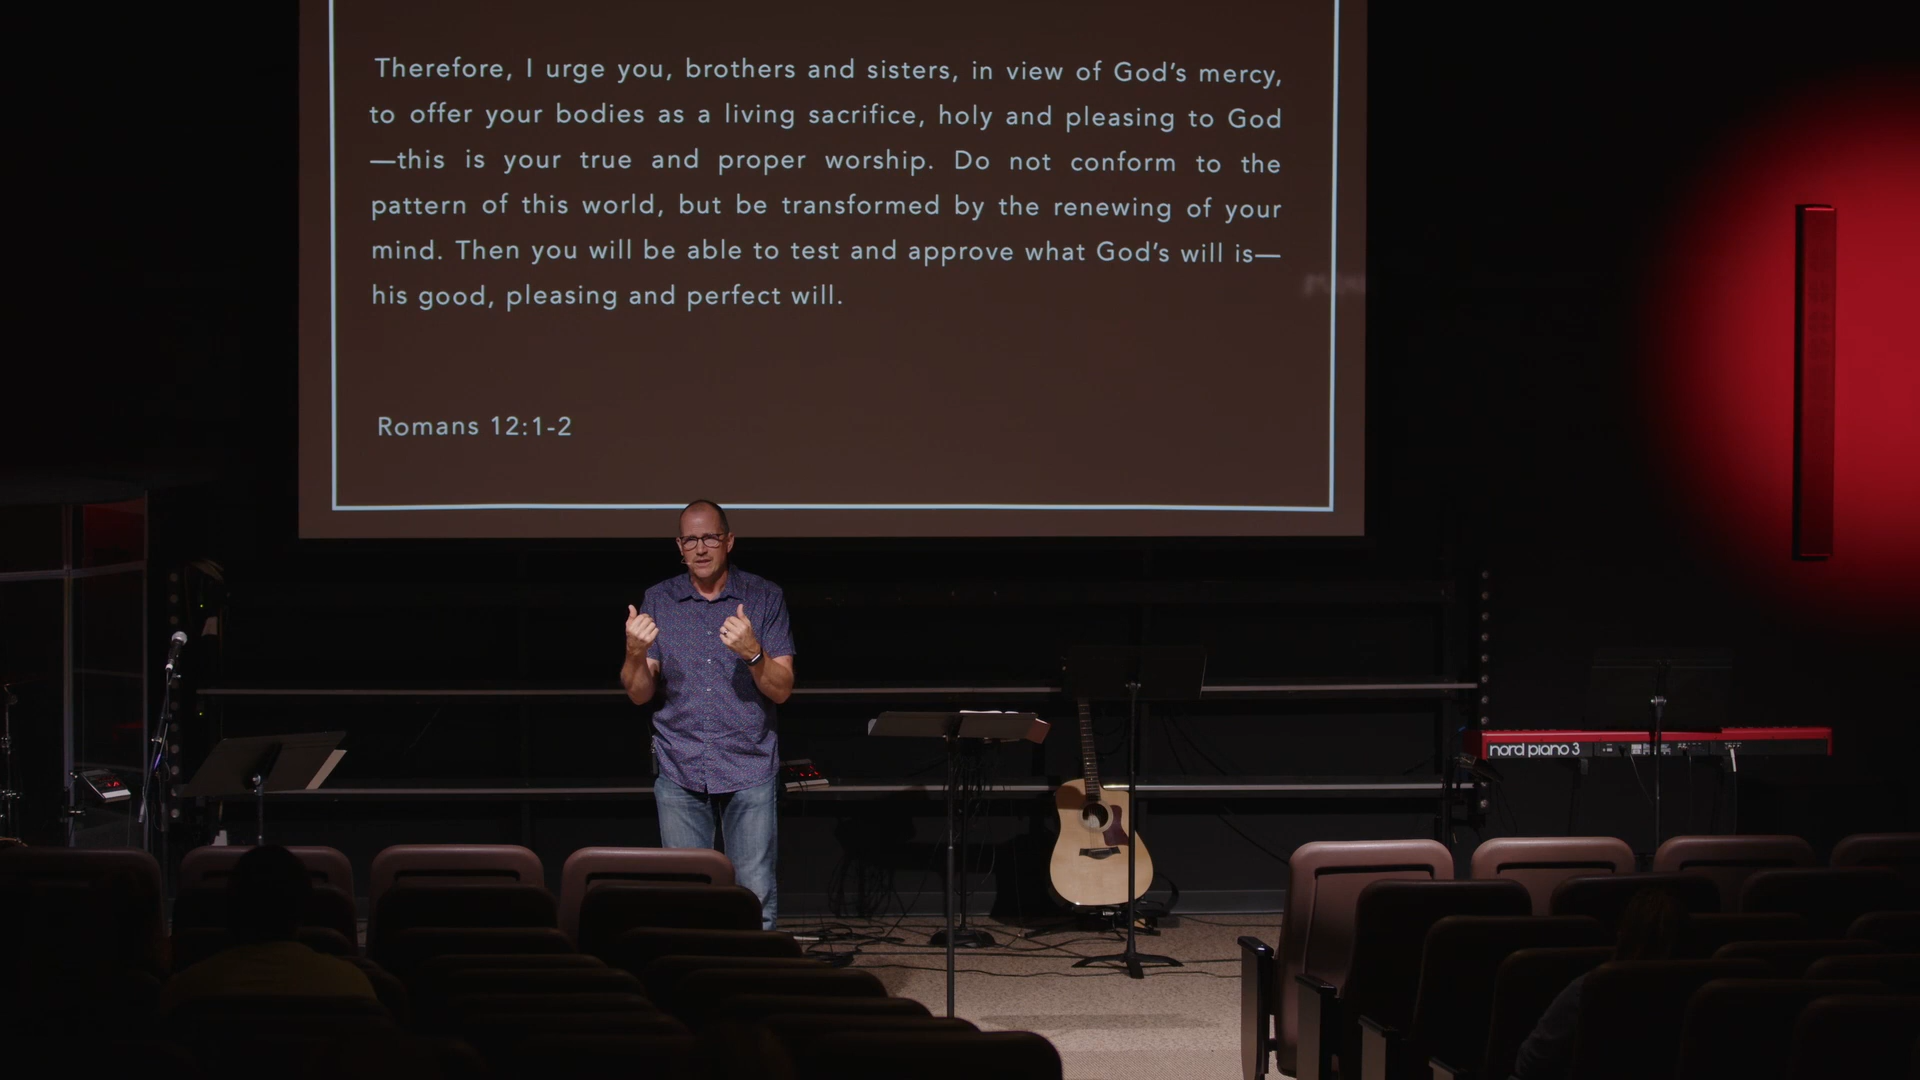 Therefore, I urge you, brothers and sisters, in view of God's mercy,
to offer your bodies as a living sacrifice, holy and pleasing to God
—this is your true and proper worship. Do not conform to the
pattern of this world, but be transformed by the renewing of your
mind. Then you will be able to test and approve what God's will is—
his good, pleasing and perfect will.
Romans 12:1-2
nord piano 3